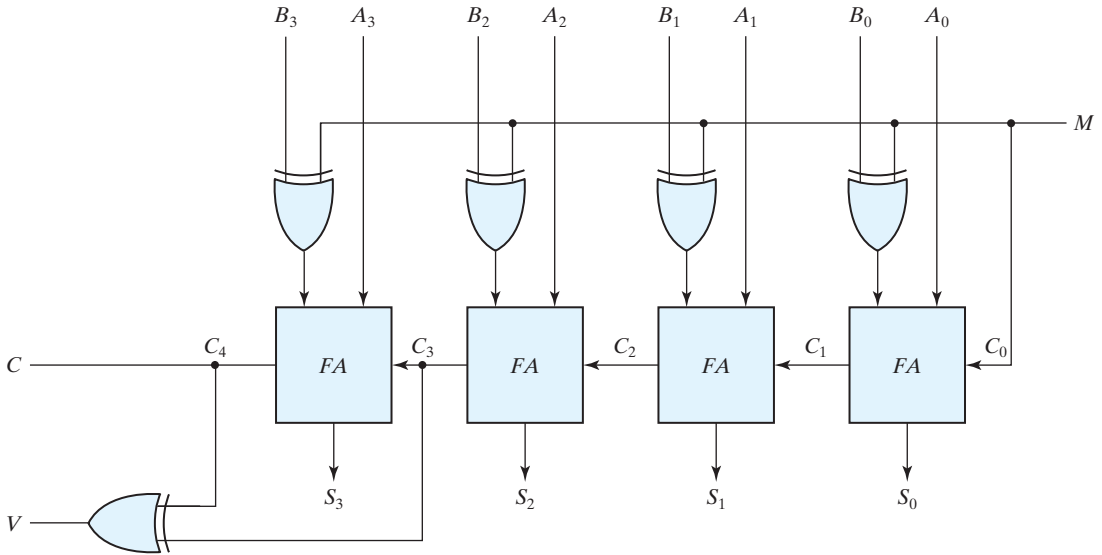 B3 A3 B2 A2 B1 A1 B0 A0
M
C C4 FA C3 FA C2 FA C1 FA C0
S3 S2 S1 S0
V